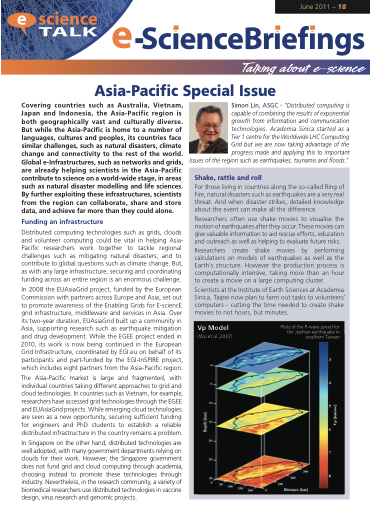 June 2011 – 18
e science
TALK
e-ScienceBriefings
Talking about e-science
Asia-Pacific Special Issue
Covering countries such as Australia, Vietnam,
Japan and Indonesia, the Asia-Pacific region is
both geographically vast and culturally diverse.
But while the Asia-Pacific is home to a number of
languages, cultures and peoples, its countries face
similar challenges, such as natural disasters, climate
change and connectivity to the rest of the world.
Global e-Infrastructures, such as networks and grids,
are already helping scientists in the Asia-Pacific
contribute to science on a world-wide stage, in areas
such as natural disaster modelling and life sciences.
By further exploiting these infrastructures, scientists
from the region can collaborate, share and store
data, and achieve far more than they could alone.
Funding an infrastructure
Distributed computing technologies such as grids, clouds
and volunteer computing could be vital in helping Asia-
Pacific researchers work together to tackle regional
challenges such as mitigating natural disasters, and to
contribute to global questions such as climate change. But,
as with any large infrastructure, securing and coordinating
funding across an entire region is an enormous challenge.
In 2008 the EUAsiaGrid project, funded by the European
Commission with partners across Europe and Asia, set out
to promote awareness of the Enabling Grids for E-sciencE
grid infrastructure, middleware and services in Asia. Over
its two-year duration, EUAsiaGrid built up a community in
Asia, supporting research such as earthquake mitigation
and drug development. While the EGEE project ended in
2010, its work is now being continued in the European
Grid Infrastructure, coordinated by EGI.eu on behalf of its
participants and part-funded by the EGI-InSPIRE project,
which includes eight partners from the Asia-Pacific region.
The Asia-Pacific market is large and fragmented, with
individual countries taking different approaches to grid and
cloud technologies. In countries such as Vietnam, for example,
researchers have accessed grid technologies through the EGEE
and EUAsiaGrid projects. While emerging cloud technologies
are seen as a new opportunity, securing sufficient funding
for engineers and PhD students to establish a reliable
distributed infrastructure in the country remains a problem.
In Singapore on the other hand, distributed technologies are
well adopted, with many government departments relying on
clouds for their work. However, the Singapore government
does not fund grid and cloud computing through academia,
choosing instead to promote these technologies through
industry. Nevertheless, in the research community, a variety of
biomedical researchers use distributed technologies in vaccine
design, virus research and genomic projects.
Simon Lin, ASGC - "Distributed computing is
capable of combining the results of exponential
growth from information and communication
technologies. Academia Sinica started as a
Tier 1 centre for the Worldwide LHC Computing
Grid but we are now taking advantage of the
progress made and applying this to important
issues of the region such as earthquakes, tsunamis and floods."
Shake, rattle and roll
For those living in countries along the so-called Ring of
Fire, natural disasters such as earthquakes are a very real
threat. And when disaster strikes, detailed knowledge
about the event can make all the difference.
Researchers often use shake movies to visualise the
motion of earthquakes after they occur. These movies can
give valuable information to aid rescue efforts, education
and outreach as well as helping to evaluate future risks.
Researchers create shake movies by performing
calculations on models of earthquakes as well as the
Earth's structure. However the production process is
computationally intensive, taking more than an hour
to create a movie on a large computing cluster.
Scientists at the Institute of Earth Sciences at Academia
Sinica, Taipei now plan to farm out tasks to volunteers'
computers - cutting the time needed to create shake
movies to not hours, but minutes.
Vp Model
(Wu et al. 2007)
Plots of the P-wave speed for
the Jiashian earthquake in
southern Taiwan
Depth (km)
Distance (km)